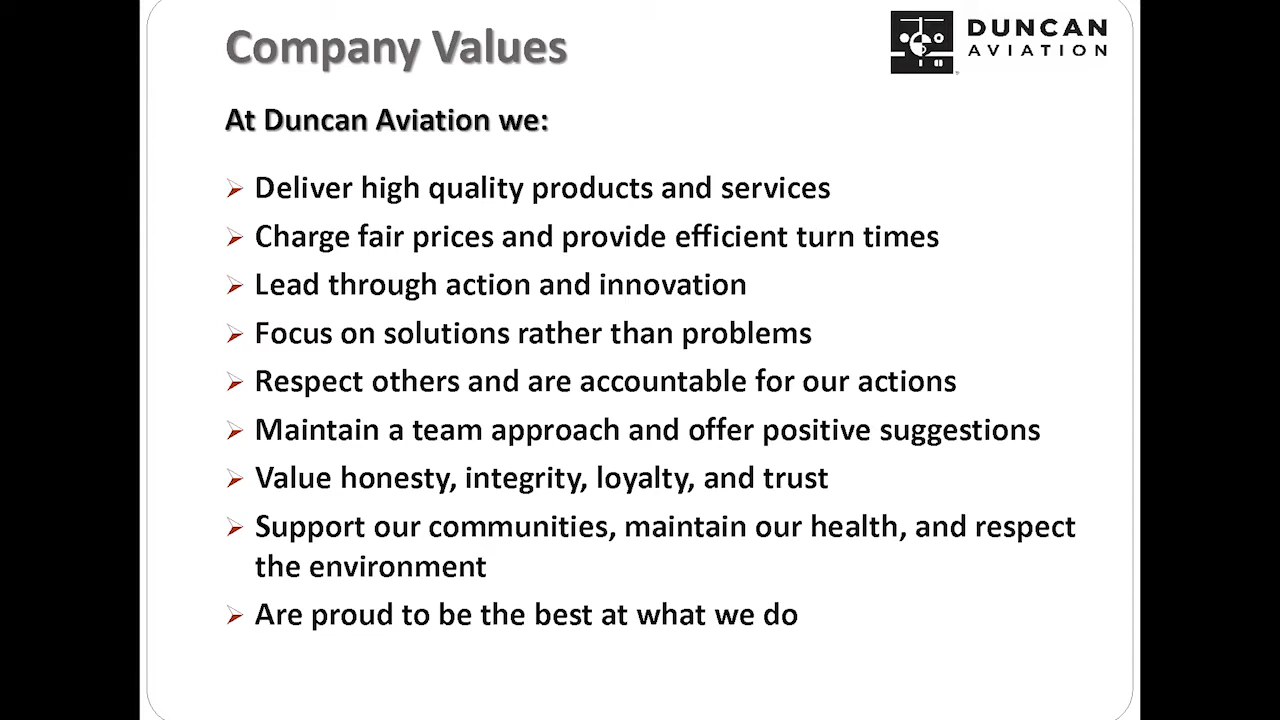 Company Values
DUNCAN
AVIATION
At Duncan Aviation we:
Deliver high quality products and services
Charge fair prices and provide efficient turn times
Lead through action and innovation
Focus on solutions rather than problems
Respect others and are accountable for our actions
Maintain a team approach and offer positive suggestions
Value honesty, integrity, loyalty, and trust
Support our communities, maintain our health, and respect
the environment
Are proud to be the best at what we do